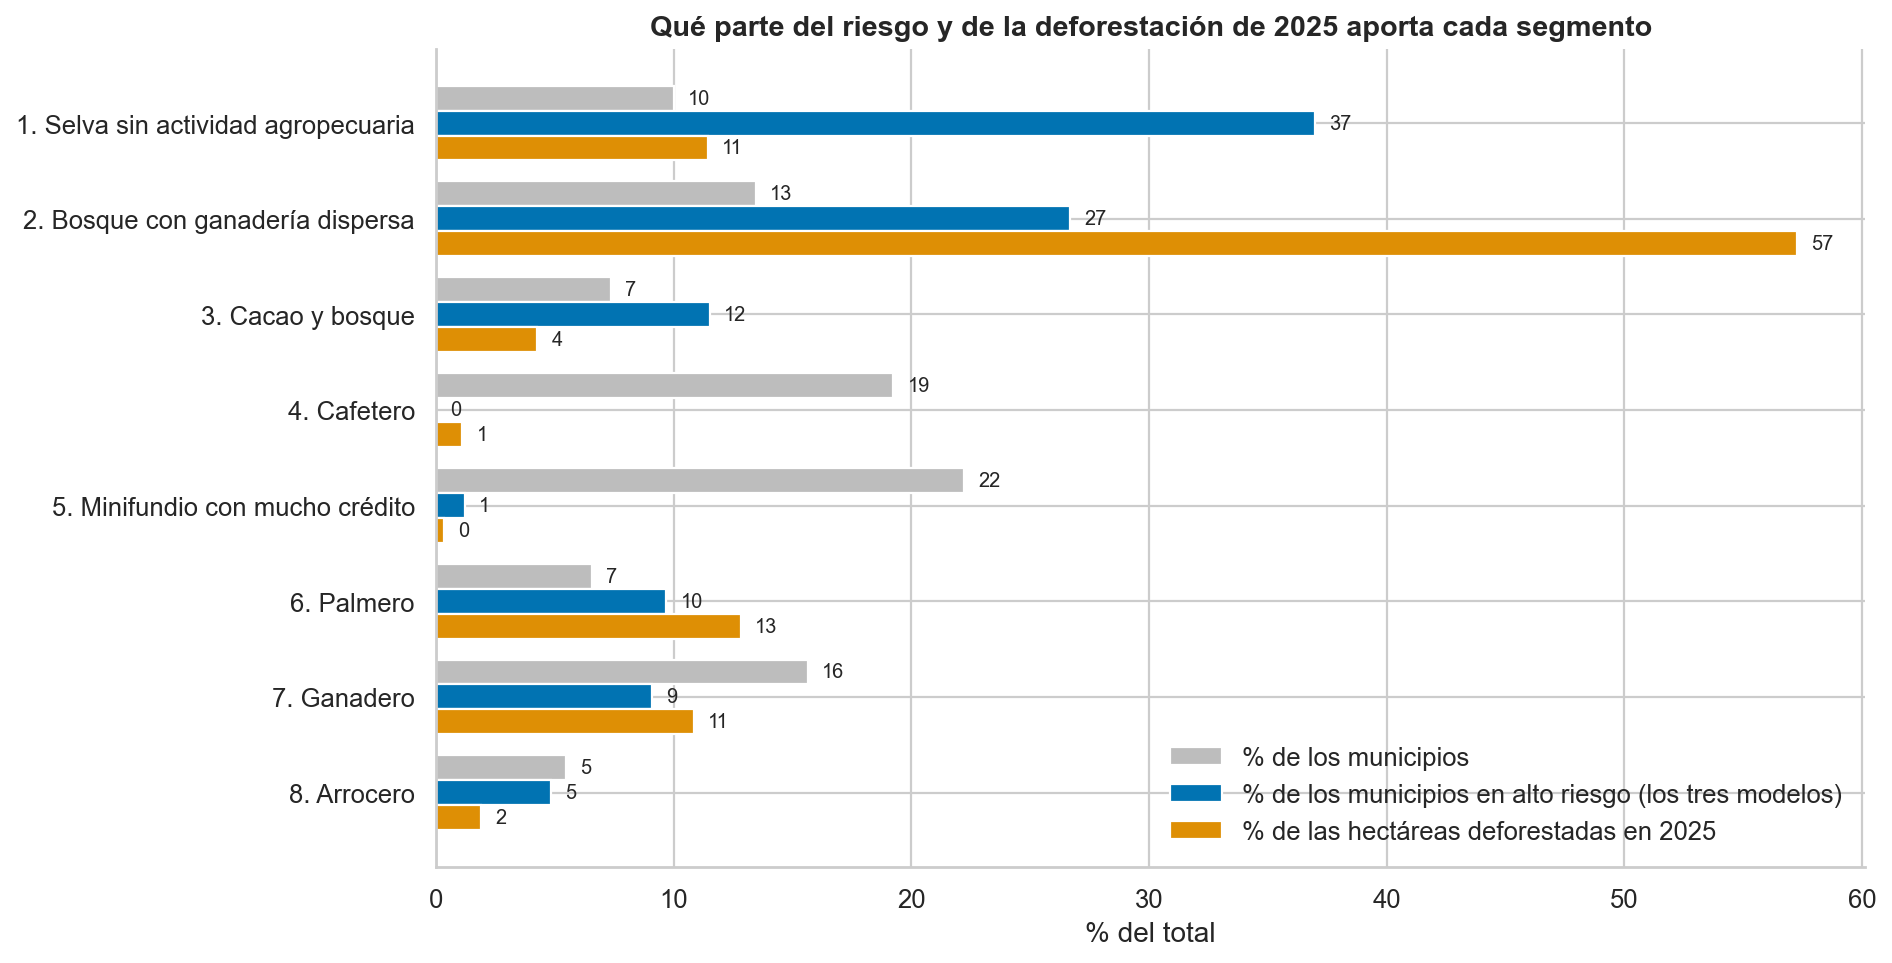 Qué parte del riesgo y de la deforestación de 2025 aporta cada segmento
1. Selva sin actividad agropecuaria
10
37
11
2. Bosque con ganadería dispersa
13
27
57
3. Cacao y bosque
7
12
4
4. Cafetero
19
0
1
5. Minifundio con mucho crédito
22
1
0
6. Palmero
7
10
13
7. Ganadero
16
9
11
8. Arrocero
5
5
2
% de los municipios
% de los municipios en alto riesgo (los tres modelos)
% de las hectáreas deforestadas en 2025
0 10 20 30 40 50 60
% del total